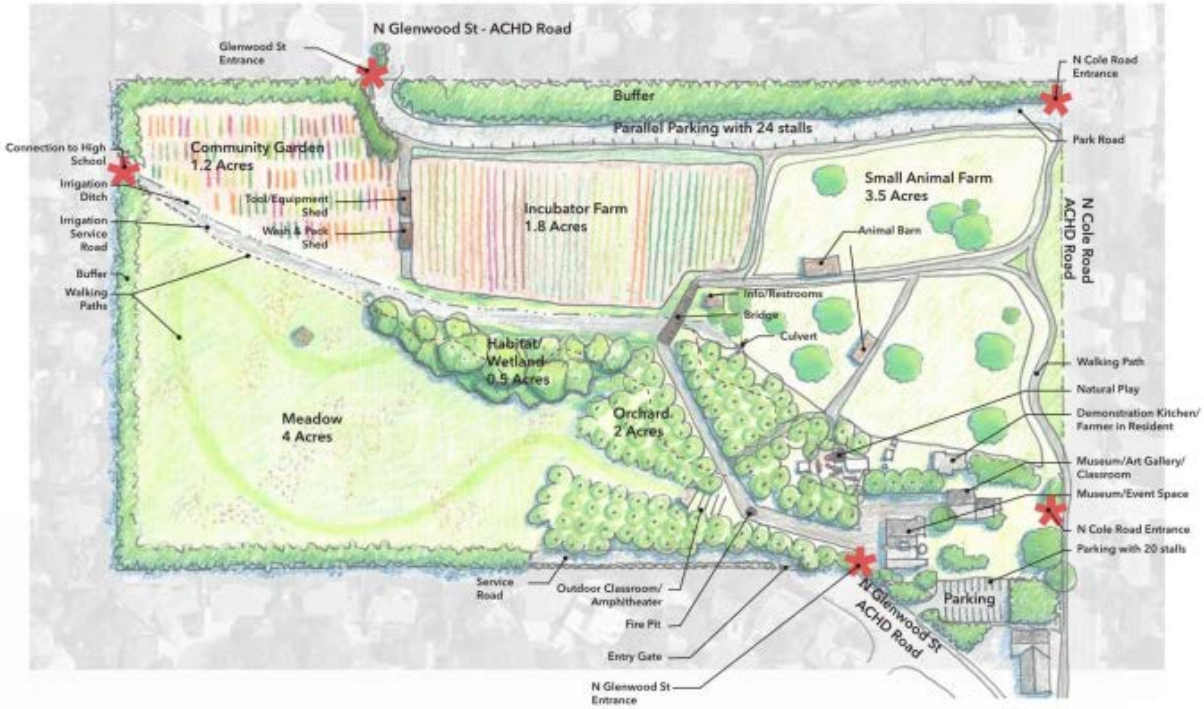 N Glenwood St - ACHD Road
Glenwood St
Entrance
N Cole Road
Entrance
Buffer
Parallel Parking with 24 stalls
Park Road
Connection to High
School
Community Garden
1.2 Acres
Irrigation
Ditch
Tool/Equipment
Shed
Incubator Farm
1.8 Acres
Small Animal Farm
3.5 Acres
N Cole Road
ACHD Road
Irrigation
Service
Road
Wash & Pack
Shed
Animal Barn
Buffer
Walking
Paths
Info/Restrooms
Bridge
Culvert
Habitat/
Wetland
0.5 Acres
Walking Path
Natural Play
Meadow
4 Acres
Orchard
2 Acres
Demonstration Kitchen/
Farmer in Resident
Museum/Art Gallery/
Classroom
Museum/Event Space
N Cole Road Entrance
Parking with 20 stalls
Service
Road
Outdoor Classroom/
Amphitheater
Parking
N Glenwood St
ACHD Road
Fire Pit
Entry Gate
N Glenwood St
Entrance